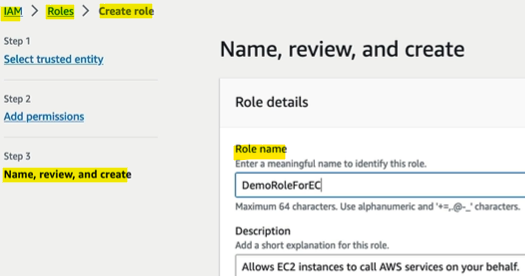 IAM > Roles > Create role
Step 1
Select trusted entity
Step 2
Add permissions
Step 3
Name, review, and create
Name, review, and create
Role details
Role name
Enter a meaningful name to identify this role.
DemoRoleForEC
Maximum 64 characters. Use alphanumeric and '+=,.@-_' characters.
Description
Add a short explanation for this role.
Allows EC2 instances to call AWS services on your behalf.